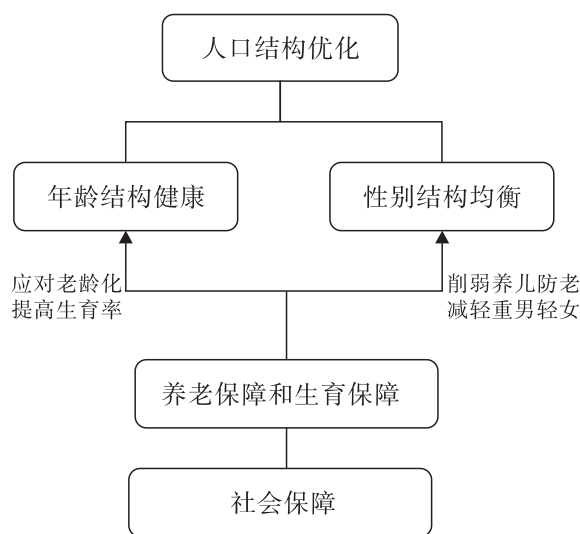 人口结构优化
年龄结构健康
性别结构均衡
应对老龄化
提高生育率
削弱养儿防老
减轻重男轻女
养老保障和生育保障
社会保障